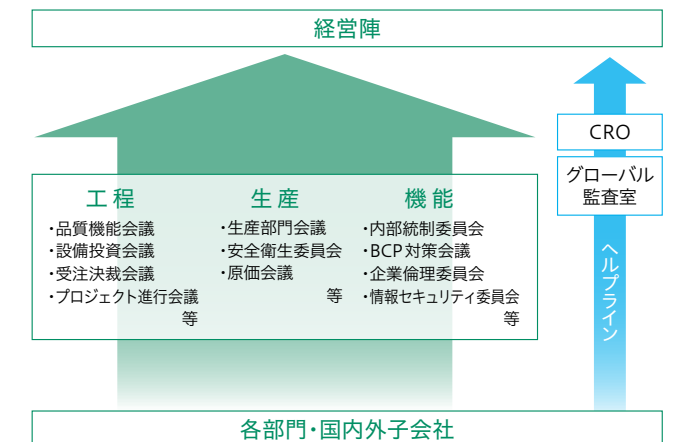 経営陣
工程
・品質機能会議
・設備投資会議
・受注決裁会議
・プロジェクト進行会議
等
生産
・生産部門会議
・安全衛生委員会
・原価会議
等
機能
・内部統制委員会
・BCP対策会議
・企業倫理委員会
・情報セキュリティ委員会
等
CRO
グローバル
監査室
ヘルプライン
各部門・国内外子会社